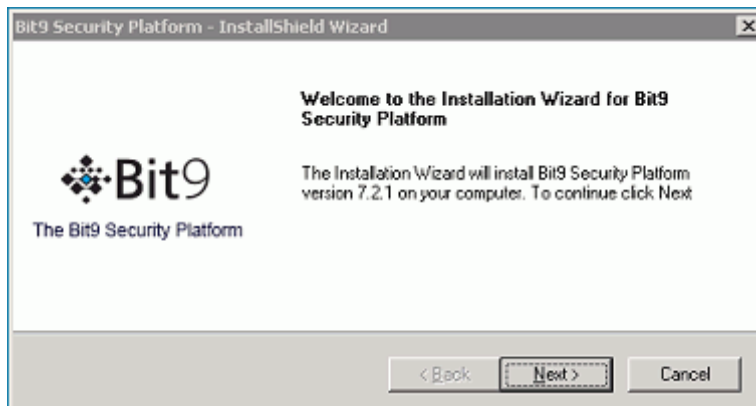 Bit9 Security Platform - InstallShield Wizard
Welcome to the Installation Wizard for Bit9
Security Platform
Bit9
The Bit9 Security Platform
The Installation Wizard will install Bit9 Security Platform
version 7.2.1 on your computer. To continue click Next
< Back
Next >
Cancel